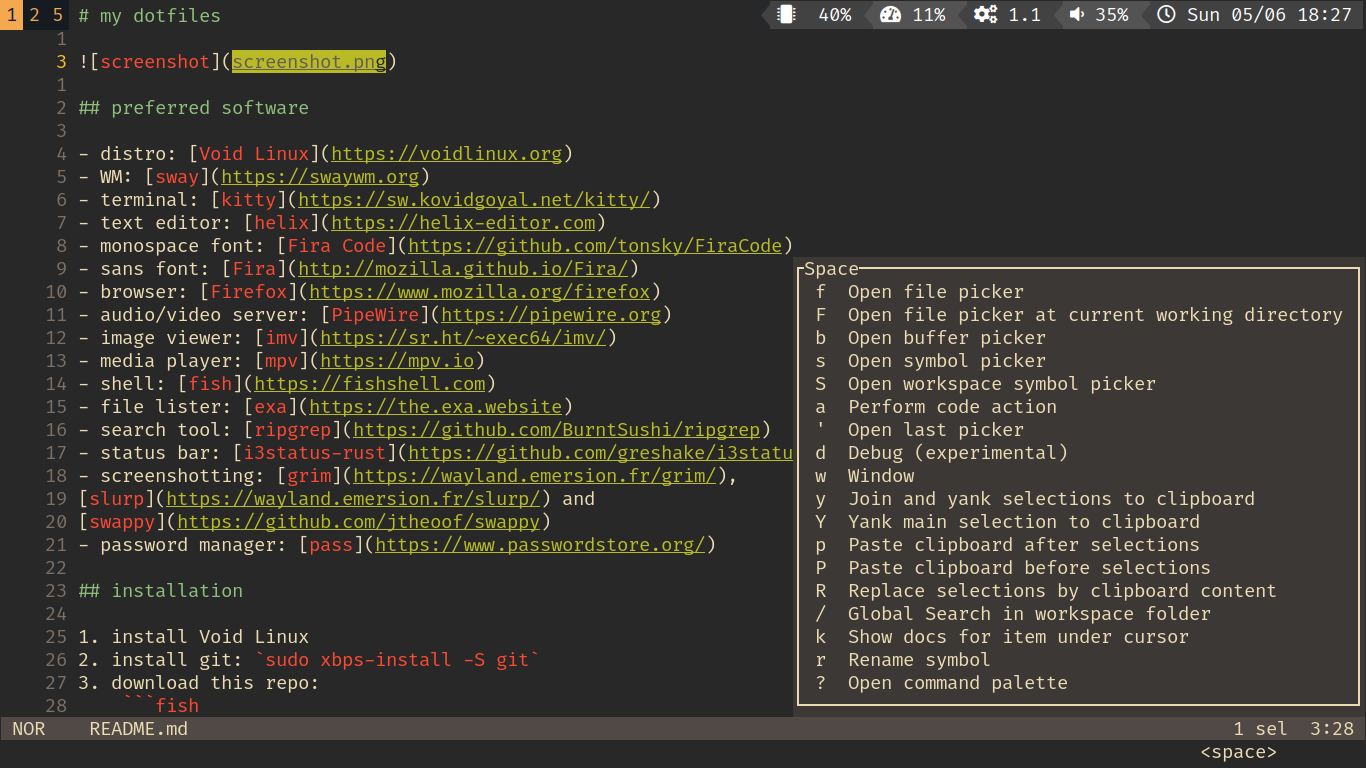 1 2 5 # my dotfiles 40% 11% 1.1 35% Sun 05/06 18:27
1
3 ![screenshot](screenshot.png)
1
2 ## preferred software
3
4 - distro: [Void Linux](https://voidlinux.org)
5 - WM: [sway](https://swaywm.org)
6 - terminal: [kitty](https://sw.kovidgoyal.net/kitty/)
7 - text editor: [helix](https://helix-editor.com)
8 - monospace font: [Fira Code](https://github.com/tonsky/FiraCode)
9 - sans font: [Fira](http://mozilla.github.io/Fira/)
10 - browser: [Firefox](https://www.mozilla.org/firefox)
11 - audio/video server: [PipeWire](https://pipewire.org)
12 - image viewer: [imv](https://sr.ht/~exec64/imv/)
13 - media player: [mpv](https://mpv.io)
14 - shell: [fish](https://fishshell.com)
15 - file lister: [exa](https://the.exa.website)
16 - search tool: [ripgrep](https://github.com/BurntSushi/ripgrep)
17 - status bar: [i3status-rust](https://github.com/greshake/i3statu
18 - screenshotting: [grim](https://wayland.emersion.fr/grim/),
19 [slurp](https://wayland.emersion.fr/slurp/) and
20 [swappy](https://github.com/jtheoof/swappy)
21 - password manager: [pass](https://www.passwordstore.org/)
22
23 ## installation
24
25 1. install Void Linux
26 2. install git: `sudo xbps-install -S git`
27 3. download this repo:
28 ```fish
Space
f Open file picker
F Open file picker at current working directory
b Open buffer picker
s Open symbol picker
S Open workspace symbol picker
a Perform code action
' Open last picker
d Debug (experimental)
w Window
y Join and yank selections to clipboard
Y Yank main selection to clipboard
p Paste clipboard after selections
P Paste clipboard before selections
R Replace selections by clipboard content
/ Global Search in workspace folder
k Show docs for item under cursor
r Rename symbol
? Open command palette
NOR README.md 1 sel 3:28
<space>